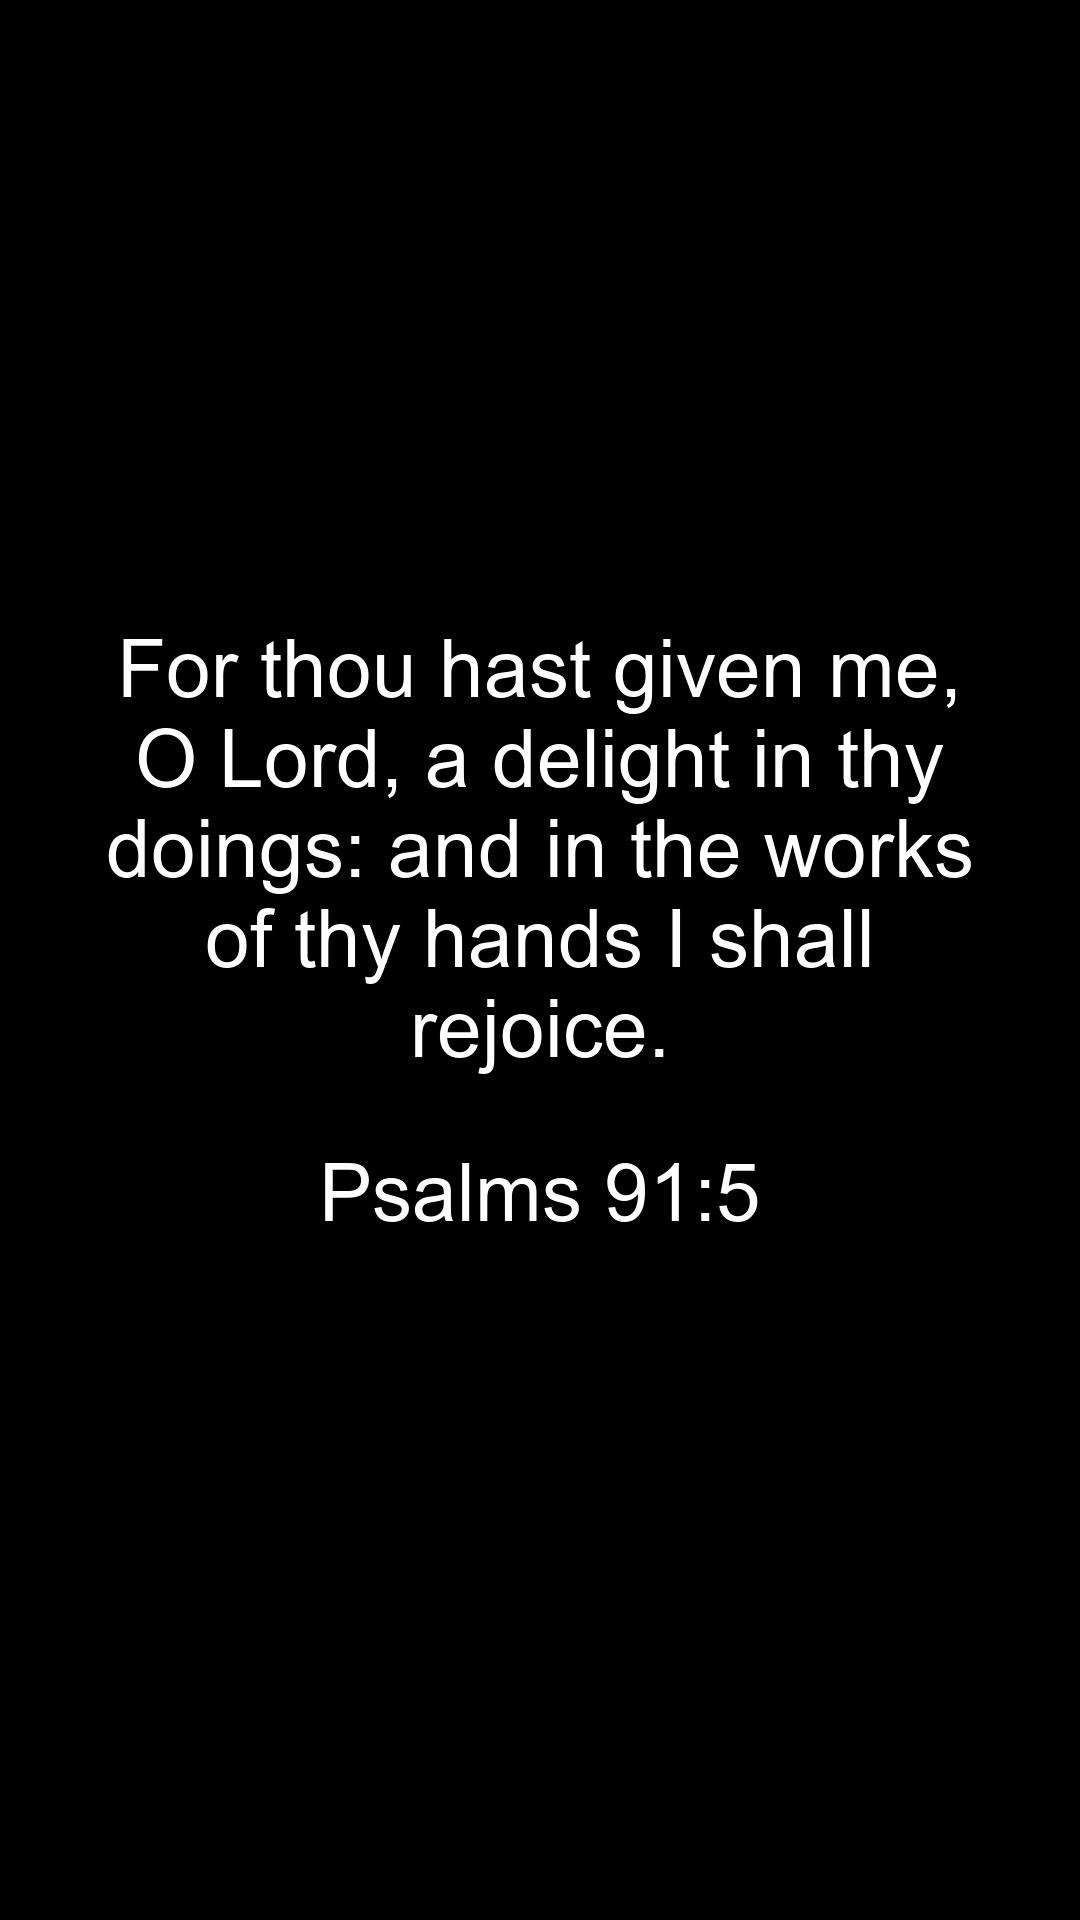 For thou hast given me,
O Lord, a delight in thy
doings: and in the works
of thy hands I shall
rejoice.
Psalms 91:5